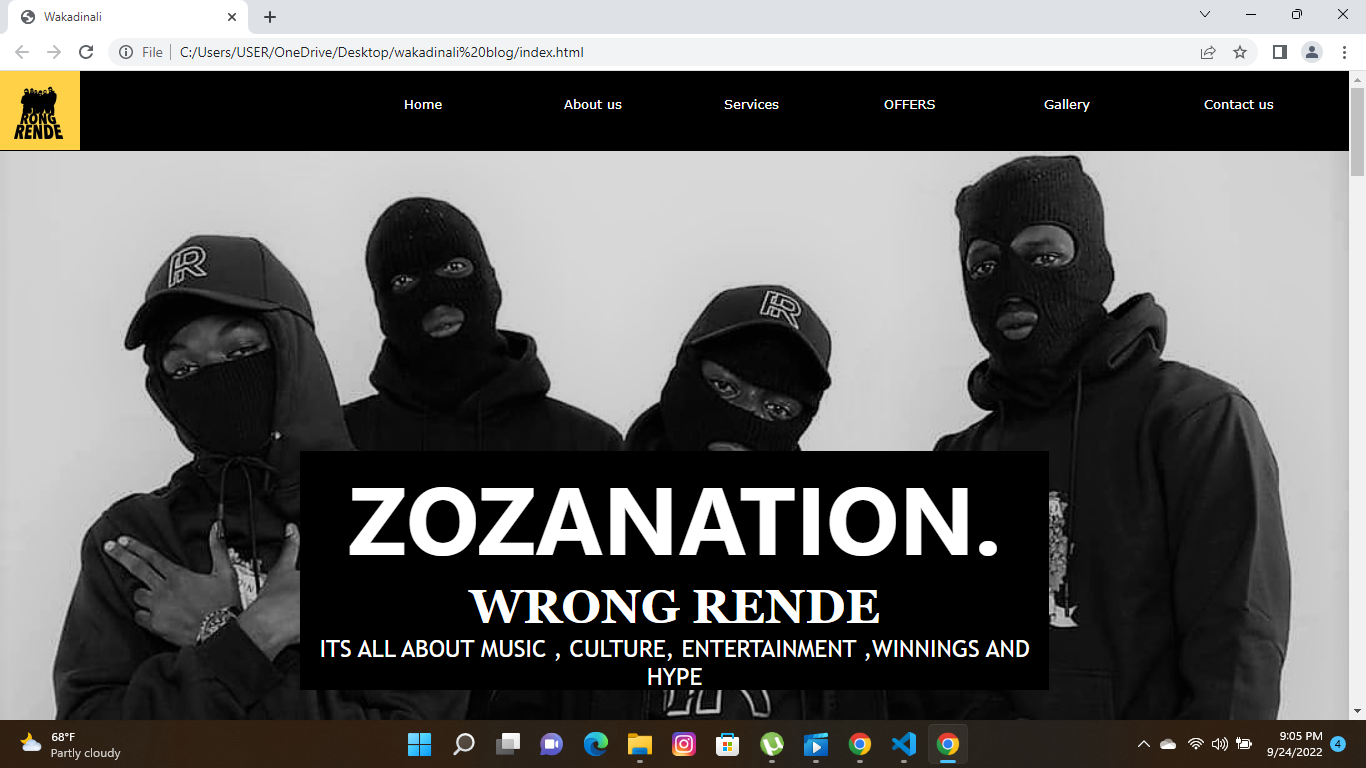 Wakadinali
File
C:/Users/USER/OneDrive/Desktop/wakadinali%20blog/index.html
RONG
RENDE
Home
About us
Services
OFFERS
Gallery
Contact us
ZOZANATION.
WRONG RENDE
ITS ALL ABOUT MUSIC , CULTURE, ENTERTAINMENT ,WINNINGS AND
HYPE
68°F
Partly cloudy
9:05 PM
9/24/2022
4